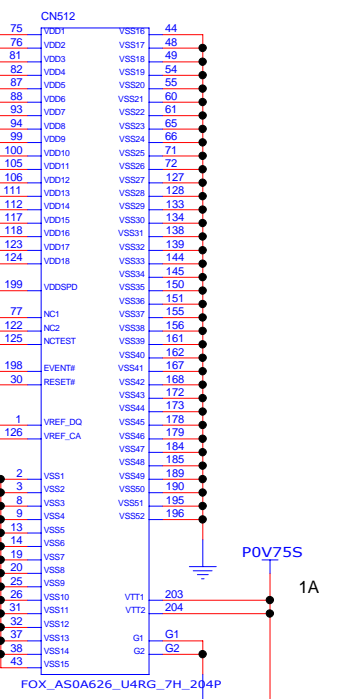 CN512
75 VDD1 VSS16 44
76 VDD2 VSS17 48
81 VDD3 VSS18 49
82 VDD4 VSS19 54
87 VDD5 VSS20 55
88 VDD6 VSS21 60
93 VDD7 VSS22 61
94 VDD8 VSS23 65
99 VDD9 VSS24 66
100 VDD10 VSS25 71
105 VDD11 VSS26 72
106 VDD12 VSS27 127
111 VDD13 VSS28 128
112 VDD14 VSS29 133
117 VDD15 VSS30 134
118 VDD16 VSS31 138
123 VDD17 VSS32 139
124 VDD18 VSS33 144
VSS34 145
199 VDDSPD VSS35 150
VSS36 151
77 NC1 VSS37 155
122 NC2 VSS38 156
125 NCTEST VSS39 161
VSS40 162
198 EVENT# VSS41 167
30 RESET# VSS42 168
VSS43 172
VSS44 173
1 VREF_DQ VSS45 178
126 VREF_CA VSS46 179
VSS47 184
VSS48 185
2 VSS1 VSS49 189
3 VSS2 VSS50 190
8 VSS3 VSS51 195
9 VSS4 VSS52 196
13 VSS5
14 VSS6
19 VSS7
P0V75S
20 VSS8
25 VSS9
1A
26 VSS10 VTT1 203
31 VSS11 VTT2 204
32 VSS12
37 VSS13 G1 G1
38 VSS14 G2 G2
43 VSS15
FOX_AS0A626_U4RG_7H_204P